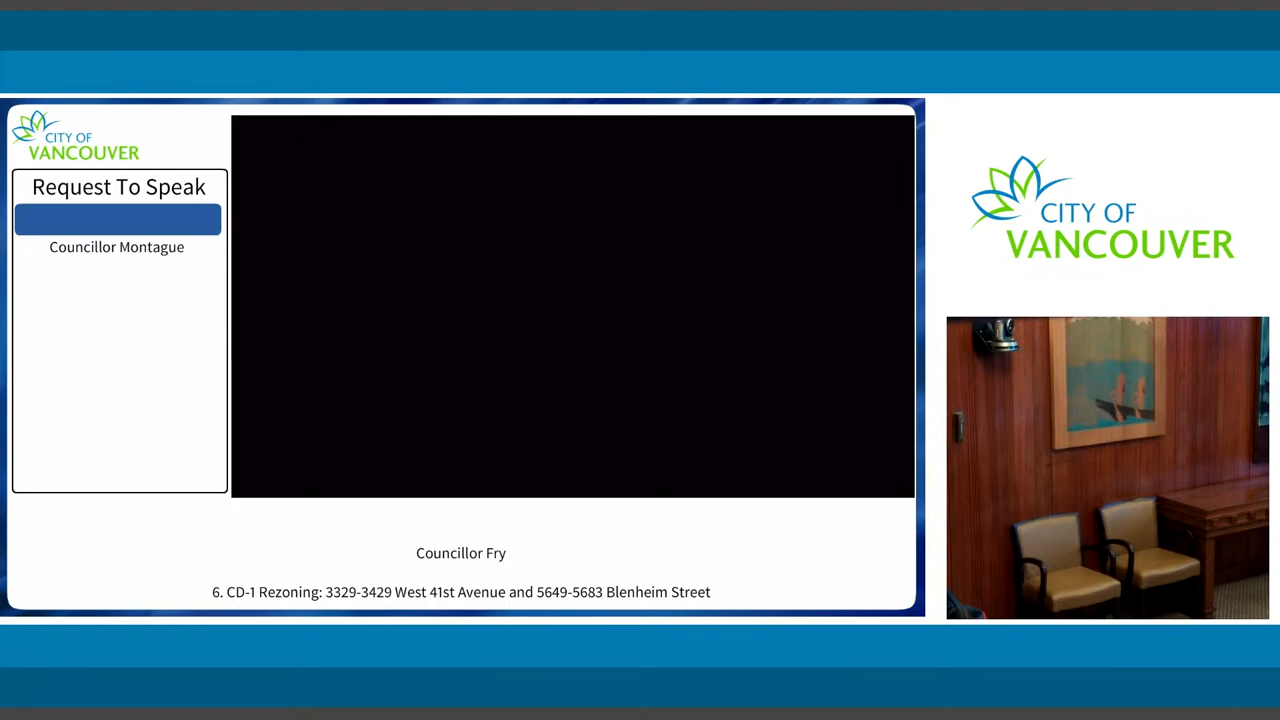 CITY OF
VANCOUVER
Request To Speak
Councillor Montague
Councillor Fry
6. CD-1 Rezoning: 3329-3429 West 41st Avenue and 5649-5683 Blenheim Street
CITY OF
VANCOUVER